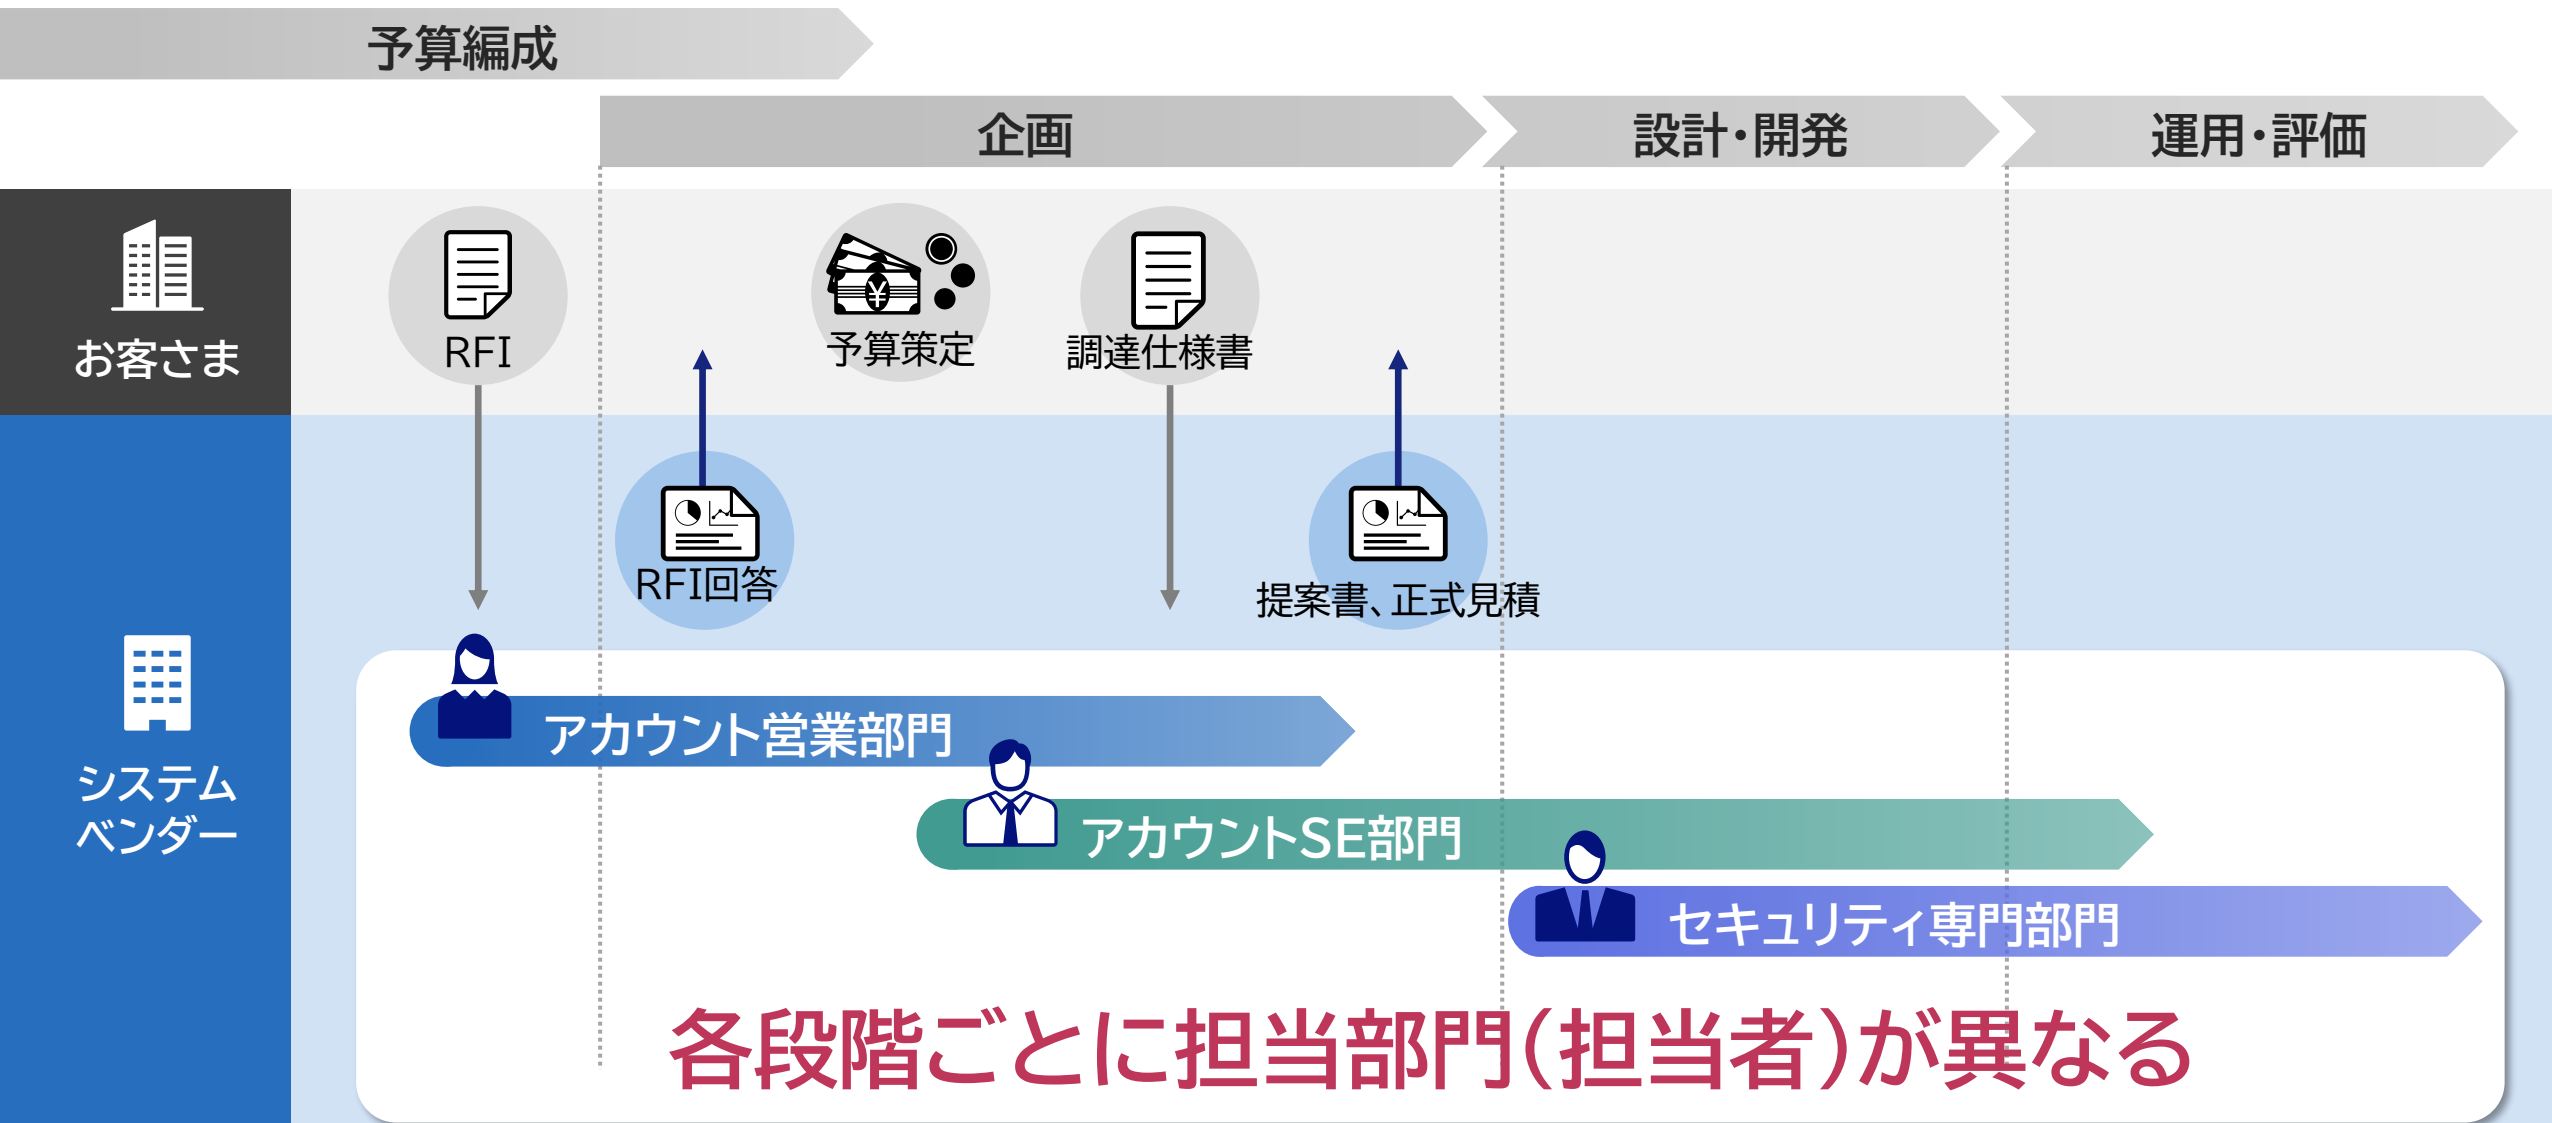 予算編成
企画
設計・開発
運用・評価
お客さま
RFI
予算策定
調達仕様書
RFI回答
提案書、正式見積
システム
ベンダー
アカウント営業部門
アカウントSE部門
セキュリティ専門部門
各段階ごとに担当部門(担当者)が異なる